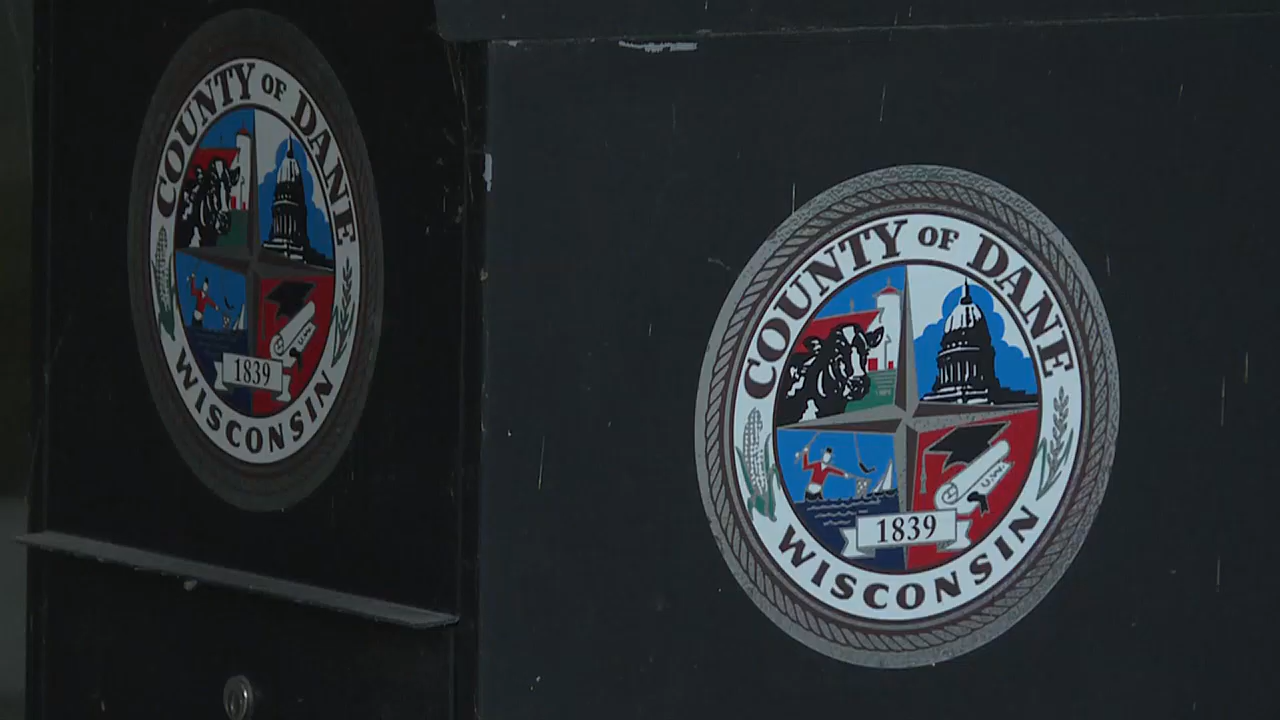 COUNTY OF DANE
1839
WISCONSIN
COUNTY OF DANE
U.W.
1839
WISCONSIN